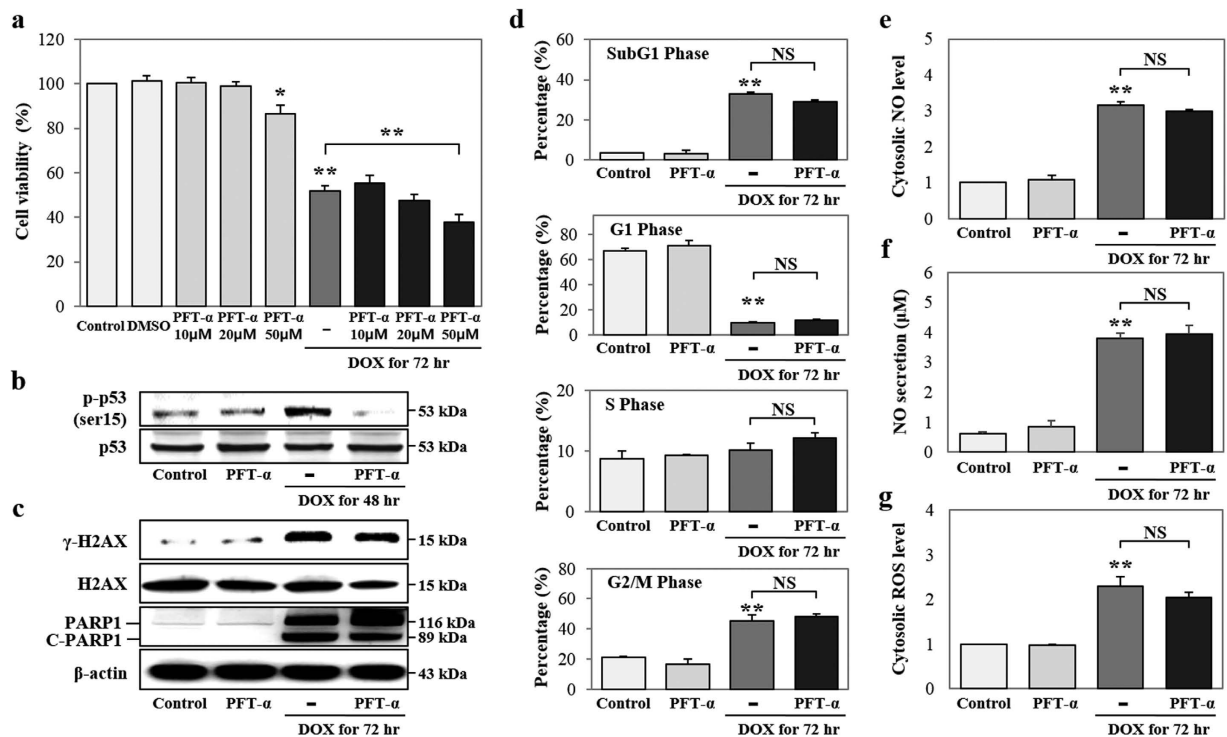 a
120
100
80
60
40
20
0
Cell viability (%)
*
**
**
Control
DMSO
PFT-α
10μM
PFT-α
20μM
PFT-α
50μM
–
PFT-α
10μM
PFT-α
20μM
PFT-α
50μM
DOX for 72 hr
b
p-p53
(ser15)
53 kDa
p53
53 kDa
Control
PFT-α
–
PFT-α
DOX for 48 hr
c
γ-H2AX
15 kDa
H2AX
15 kDa
PARP1
116 kDa
C-PARP1
89 kDa
β-actin
43 kDa
Control
PFT-α
–
PFT-α
DOX for 72 hr
d
SubG1 Phase
Percentage (%)
60
40
20
0
**
NS
Control
PFT-α
–
PFT-α
DOX for 72 hr
G1 Phase
Percentage (%)
80
60
40
20
0
**
NS
Control
PFT-α
–
PFT-α
DOX for 72 hr
S Phase
Percentage (%)
20
10
0
NS
Control
PFT-α
–
PFT-α
DOX for 72 hr
G2/M Phase
Percentage (%)
80
60
40
20
0
**
NS
Control
PFT-α
–
PFT-α
DOX for 72 hr
e
Cytosolic NO level
5
4
3
2
1
0
**
NS
Control
PFT-α
–
PFT-α
DOX for 72 hr
f
NO secretion (μM)
6
5
4
3
2
1
0
**
NS
Control
PFT-α
–
PFT-α
DOX for 72 hr
g
Cytosolic ROS level
4
3
2
1
0
**
NS
Control
PFT-α
–
PFT-α
DOX for 72 hr